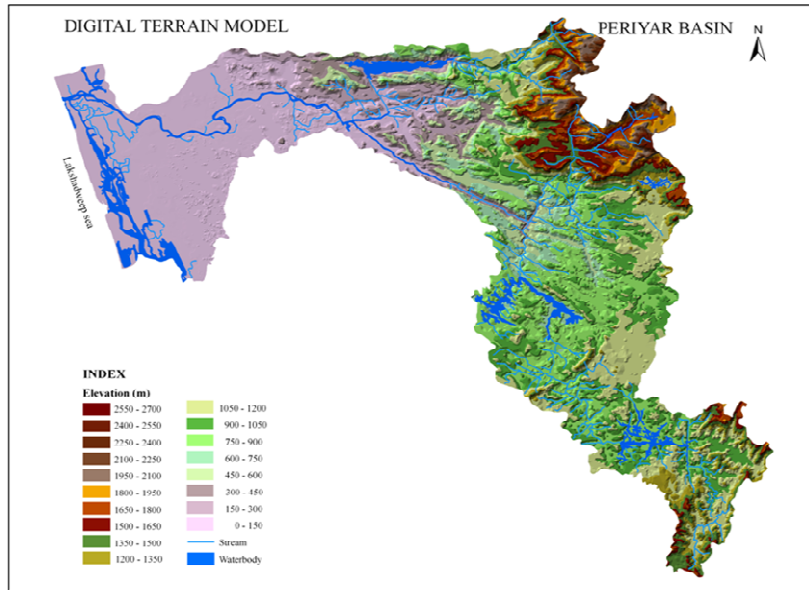 DIGITAL TERRAIN MODEL
PERIYAR BASIN
N
Lakshadweep sea
INDEX
Elevation (m)
2550 - 2700
2400 - 2550
2250 - 2400
2100 - 2250
1950 - 2100
1800 - 1950
1650 - 1800
1500 - 1650
1350 - 1500
1200 - 1350
1050 - 1200
900 - 1050
750 - 900
600 - 750
450 - 600
300 - 450
150 - 300
0 - 150
Stream
Waterbody